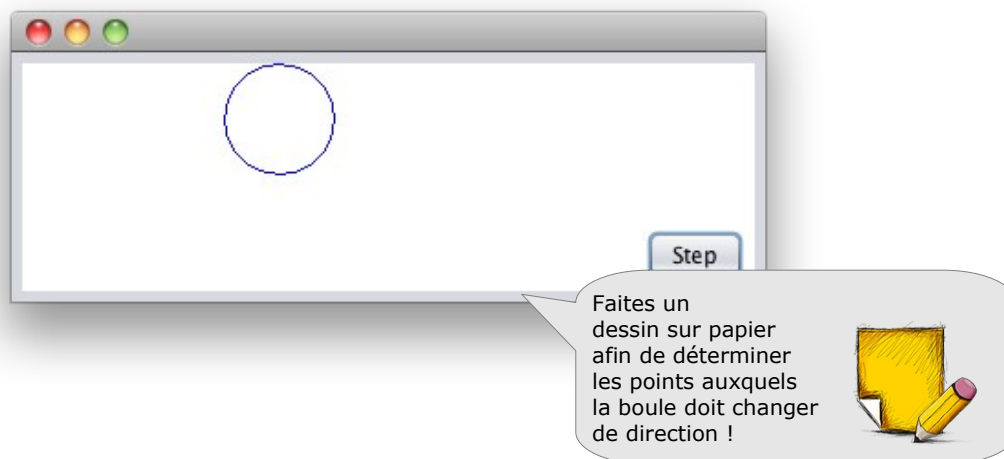 Step
Faites un
dessin sur papier
afin de déterminer
les points auxquels
la boule doit changer
de direction !